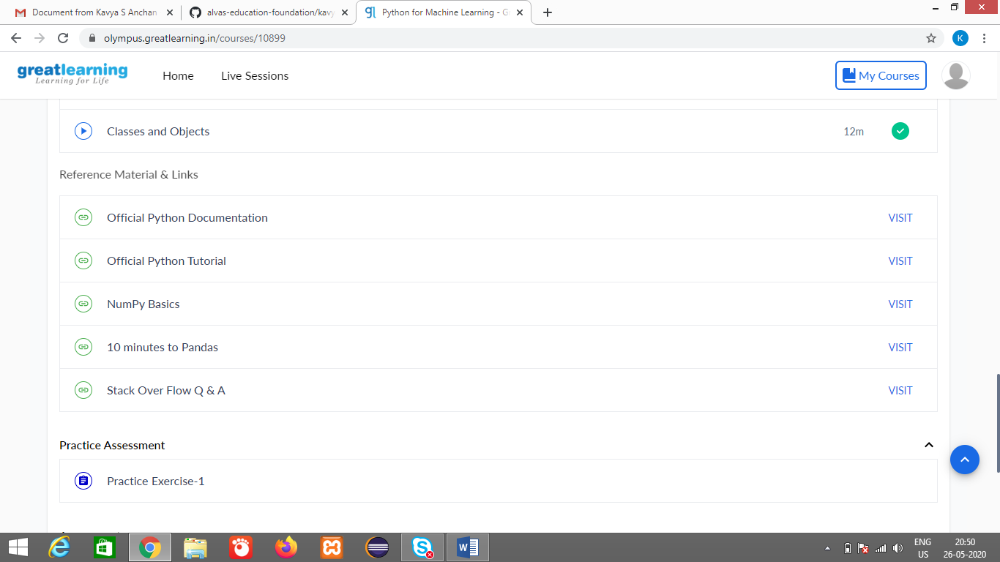 Document from Kavya S Anchan
alvas-education-foundation/kavy
Python for Machine Learning - G
olympus.greatlearning.in/courses/10899
K
greatlearning
Learning for Life
Home
Live Sessions
My Courses
Classes and Objects
12m
Reference Material & Links
Official Python Documentation
VISIT
Official Python Tutorial
VISIT
NumPy Basics
VISIT
10 minutes to Pandas
VISIT
Stack Over Flow Q & A
VISIT
Practice Assessment
Practice Exercise-1
ENG
US
20:50
26-05-2020